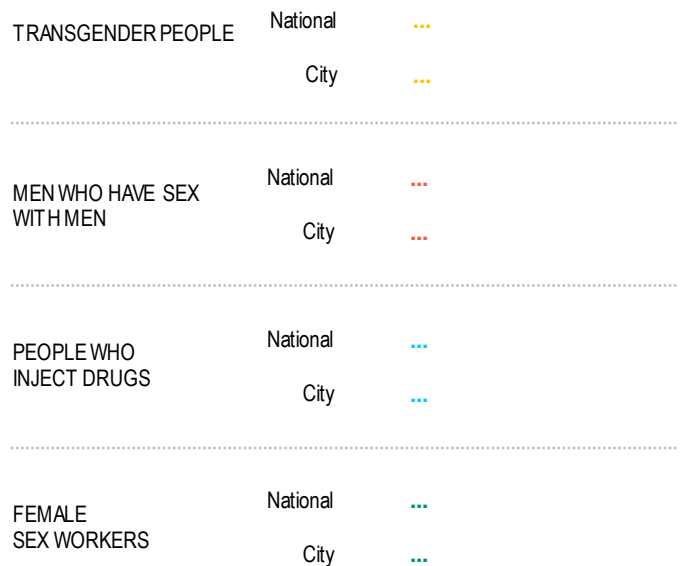 TRANSGENDER PEOPLE
National ...
City ...
MEN WHO HAVE SEX
WITH MEN
National ...
City ...
PEOPLE WHO
INJECT DRUGS
National ...
City ...
FEMALE
SEX WORKERS
National ...
City ...